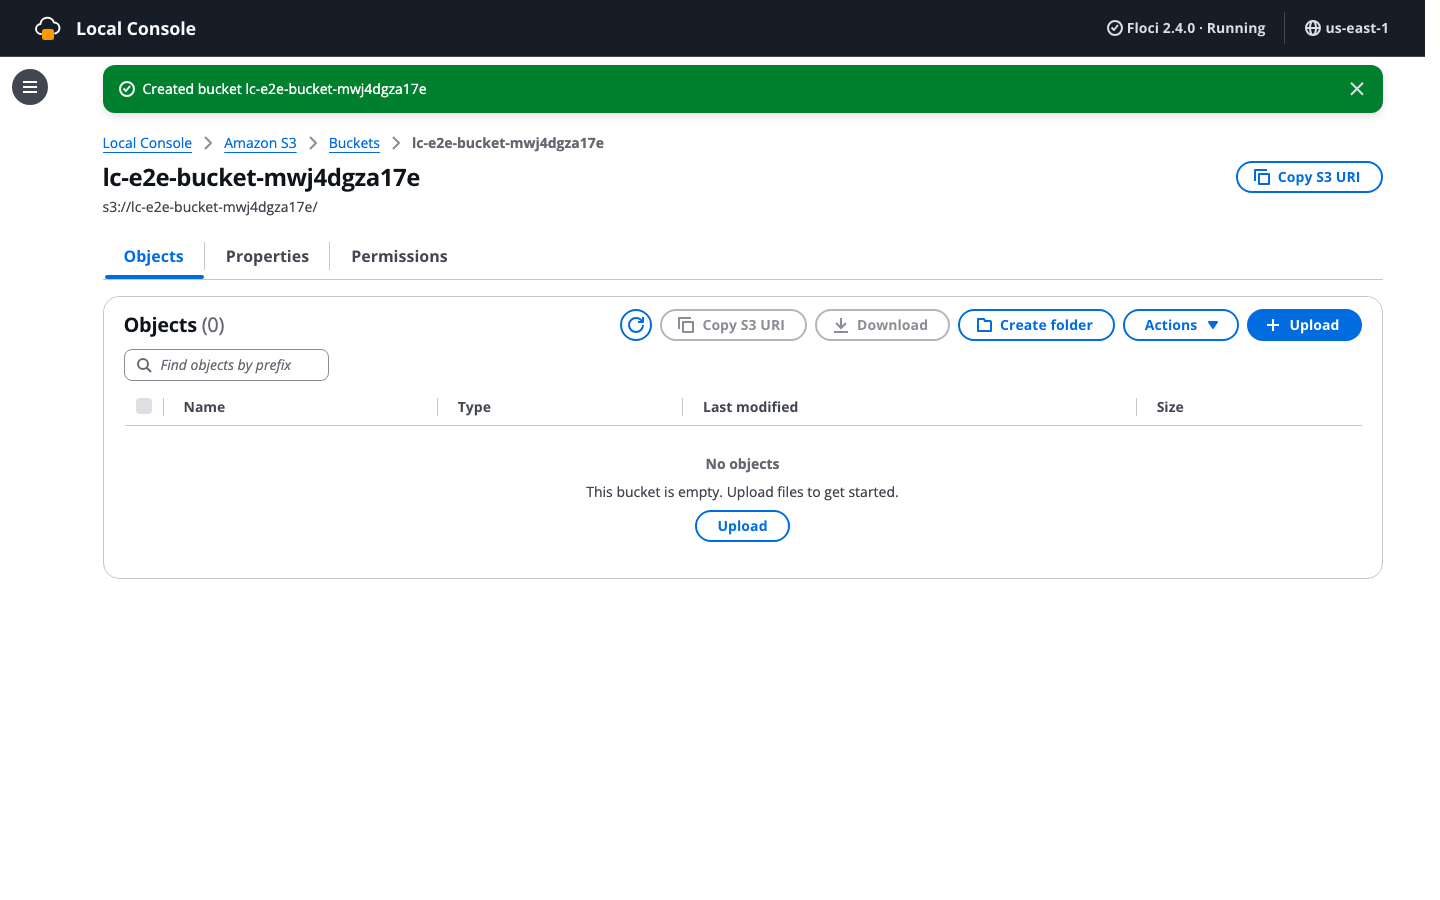 Local Console
Floci 2.4.0 · Running
us-east-1
Created bucket lc-e2e-bucket-mwj4dgza17e
Local Console > Amazon S3 > Buckets > lc-e2e-bucket-mwj4dgza17e
lc-e2e-bucket-mwj4dgza17e
Copy S3 URI
s3://lc-e2e-bucket-mwj4dgza17e/
Objects
Properties
Permissions
Objects (0)
Copy S3 URI
Download
Create folder
Actions
Upload
Find objects by prefix
Name
Type
Last modified
Size
No objects
This bucket is empty. Upload files to get started.
Upload